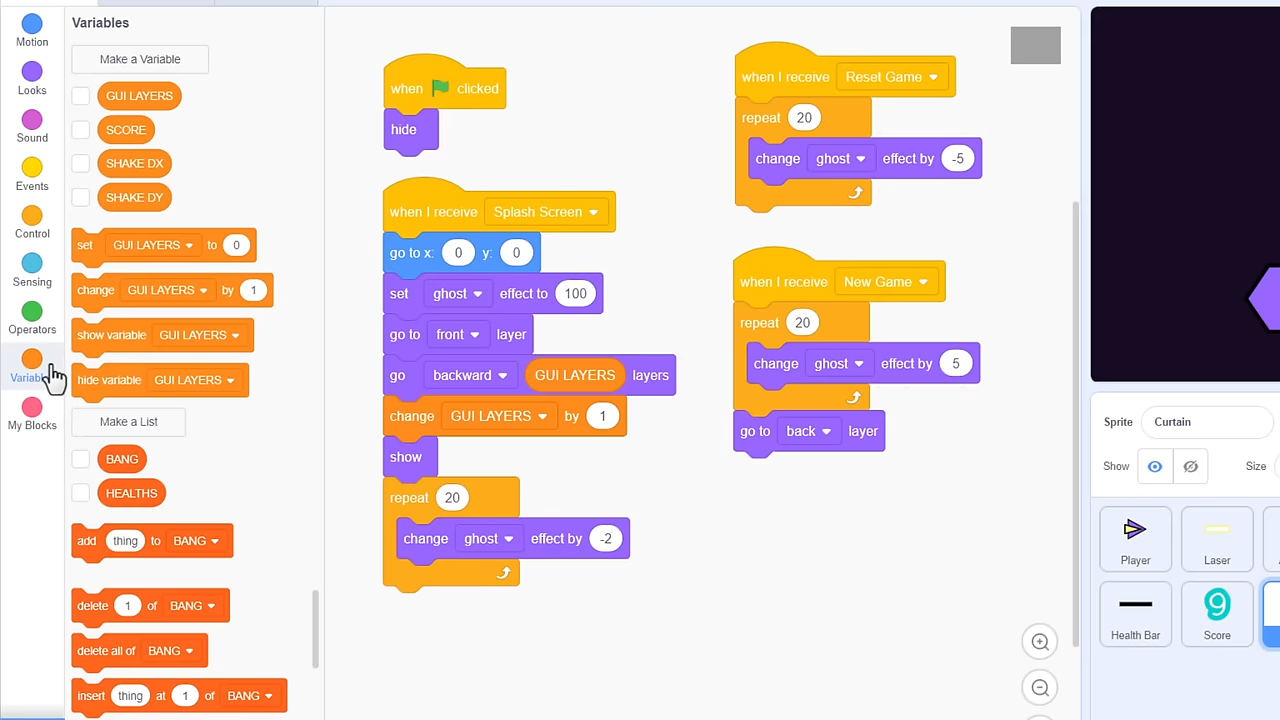 Motion
Looks
Sound
Events
Control
Sensing
Operators
My Blocks
Variables
Make a Variable
GUI LAYERS
SCORE
SHAKE DX
SHAKE DY
set GUI LAYERS to 0
change GUI LAYERS by 1
show variable GUI LAYERS
hide variable GUI LAYERS
Make a List
BANG
HEALTHS
add thing to BANG
delete 1 of BANG
delete all of BANG
insert thing at 1 of BANG
when clicked
hide
when I receive Splash Screen
go to x: 0 y: 0
set ghost effect to 100
go to front layer
go backward GUI LAYERS layers
change GUI LAYERS by 1
show
repeat 20
change ghost effect by -2
when I receive Reset Game
repeat 20
change ghost effect by -5
when I receive New Game
repeat 20
change ghost effect by 5
go to back layer
Sprite Curtain
Show Size
Player
Laser
Health Bar
9
Score